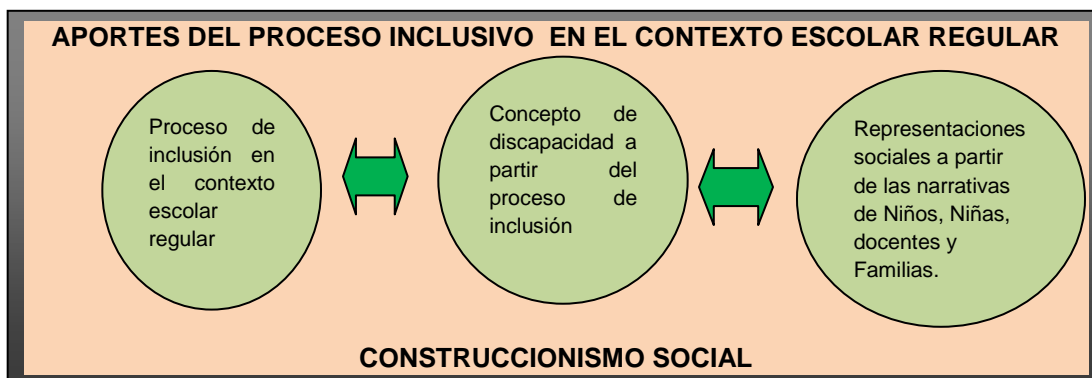 APORTES DEL PROCESO INCLUSIVO EN EL CONTEXTO ESCOLAR REGULAR
Proceso de
inclusión en
el contexto
escolar
regular
Concepto de
discapacidad a
partir del
proceso de
inclusión
Representaciones
sociales a partir
de las narrativas
de Niños, Niñas,
docentes y
Familias.
CONSTRUCCIONISMO SOCIAL